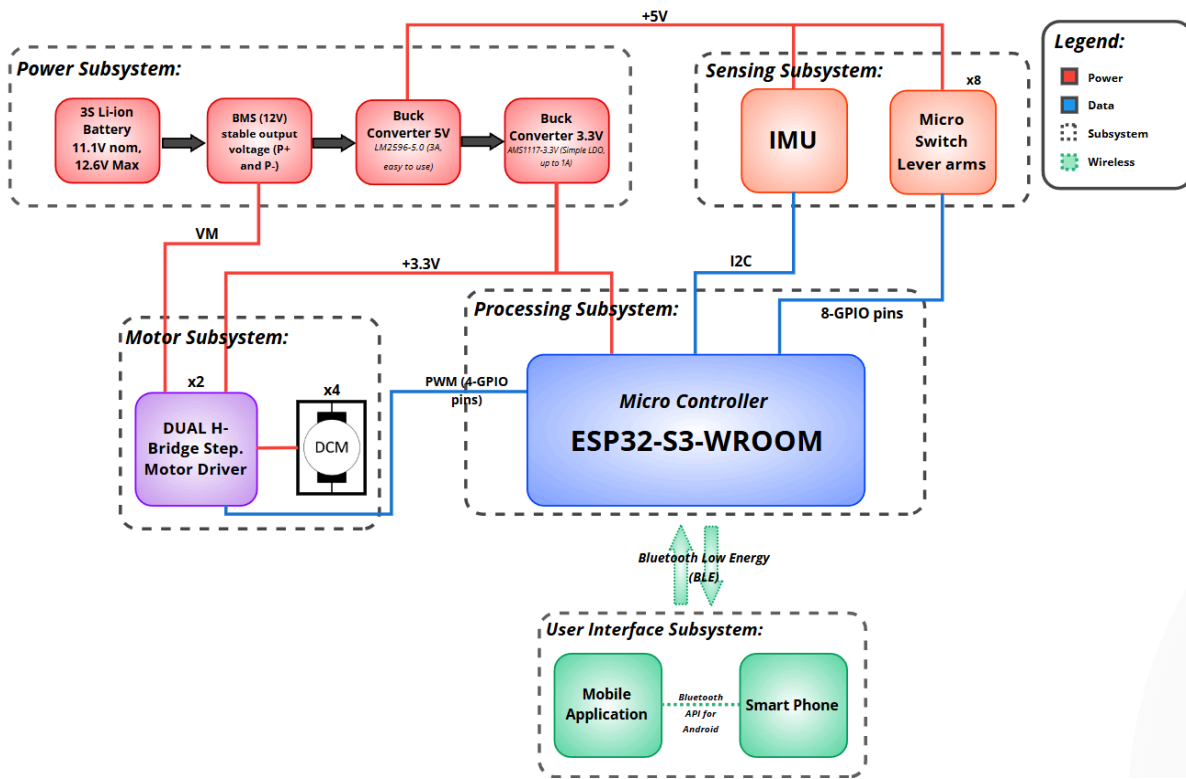 +5V
Power Subsystem:
3S Li-ion
Battery
11.1V nom,
12.6V Max
BMS (12V)
stable output
voltage (P+
and P-)
Buck
Converter 5V
LM2596-5.0 (3A,
easy to use)
Buck
Converter 3.3V
AMS1117-3.3V (Simple LDO,
up to 1A)
Sensing Subsystem:
x8
IMU
Micro
Switch
Lever arms
Legend:
Power
Data
Subsystem
Wireless
VM
+3.3V
I2C
8-GPIO pins
Motor Subsystem:
x2
DUAL H-
Bridge Step.
Motor Driver
x4
DCM
PWM (4-GPIO
pins)
Processing Subsystem:
Micro Controller
ESP32-S3-WROOM
Bluetooth Low Energy
(BLE)
User Interface Subsystem:
Mobile
Application
Bluetooth
API for
Android
Smart Phone